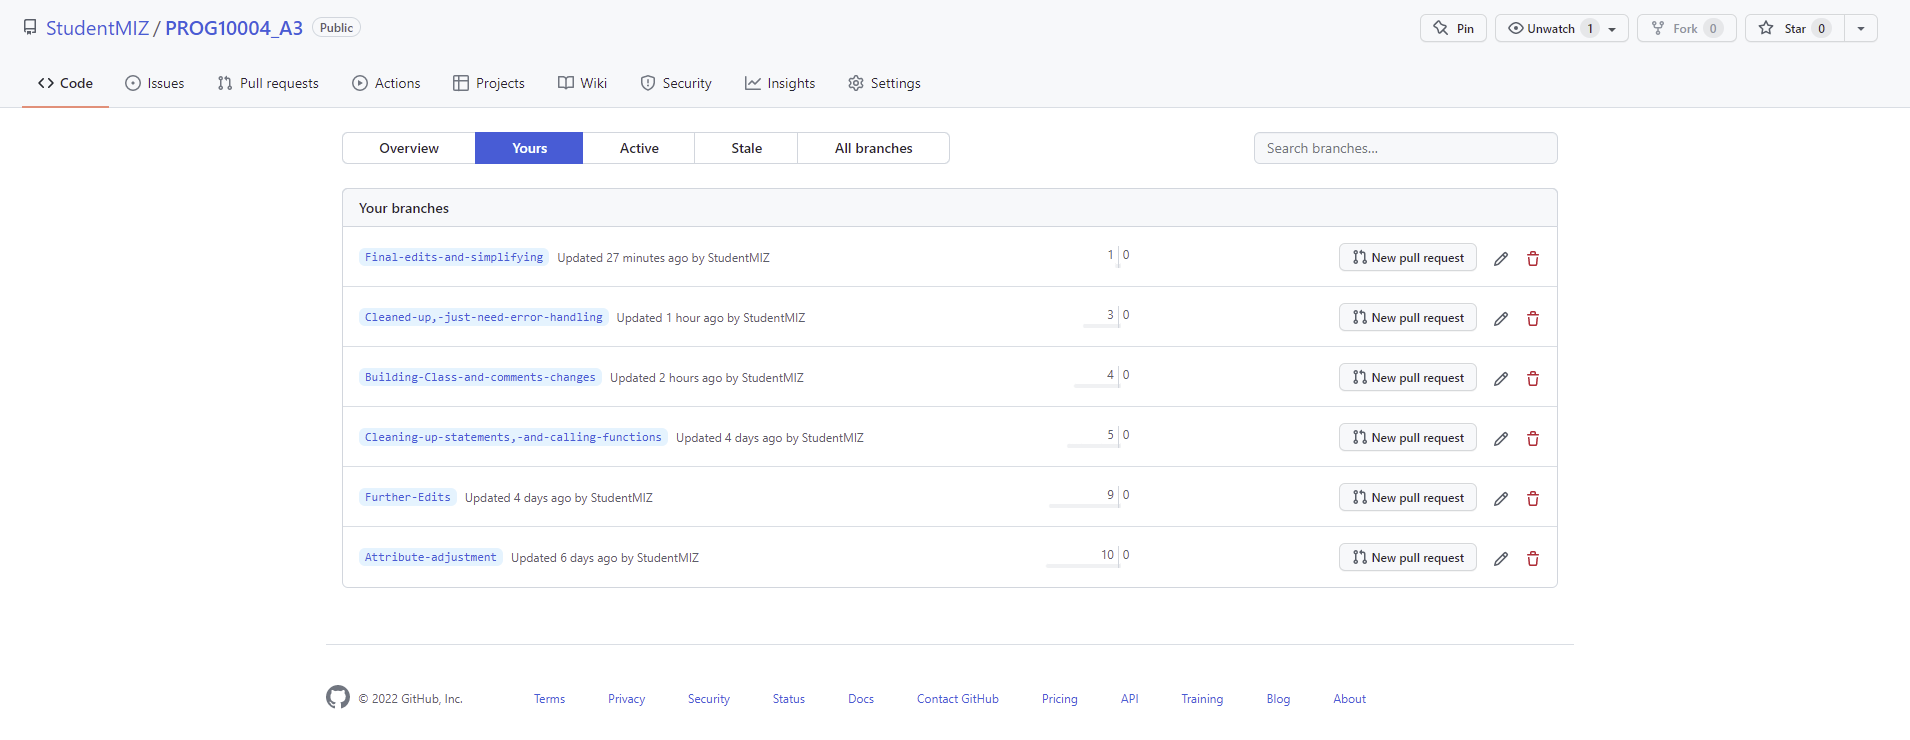 StudentMIZ / PROG10004_A3 Public Pin Unwatch 1 Fork 0 Star 0
Code Issues Pull requests Actions Projects Wiki Security Insights Settings
Overview Yours Active Stale All branches Search branches...
Your branches
Final-edits-and-simplifying Updated 27 minutes ago by StudentMIZ 1 0 New pull request
Cleaned-up,-just-need-error-handling Updated 1 hour ago by StudentMIZ 3 0 New pull request
Building-Class-and-comments-changes Updated 2 hours ago by StudentMIZ 4 0 New pull request
Cleaning-up-statements,-and-calling-functions Updated 4 days ago by StudentMIZ 5 0 New pull request
Further-Edits Updated 4 days ago by StudentMIZ 9 0 New pull request
Attribute-adjustment Updated 6 days ago by StudentMIZ 10 0 New pull request
© 2022 GitHub, Inc. Terms Privacy Security Status Docs Contact GitHub Pricing API Training Blog About